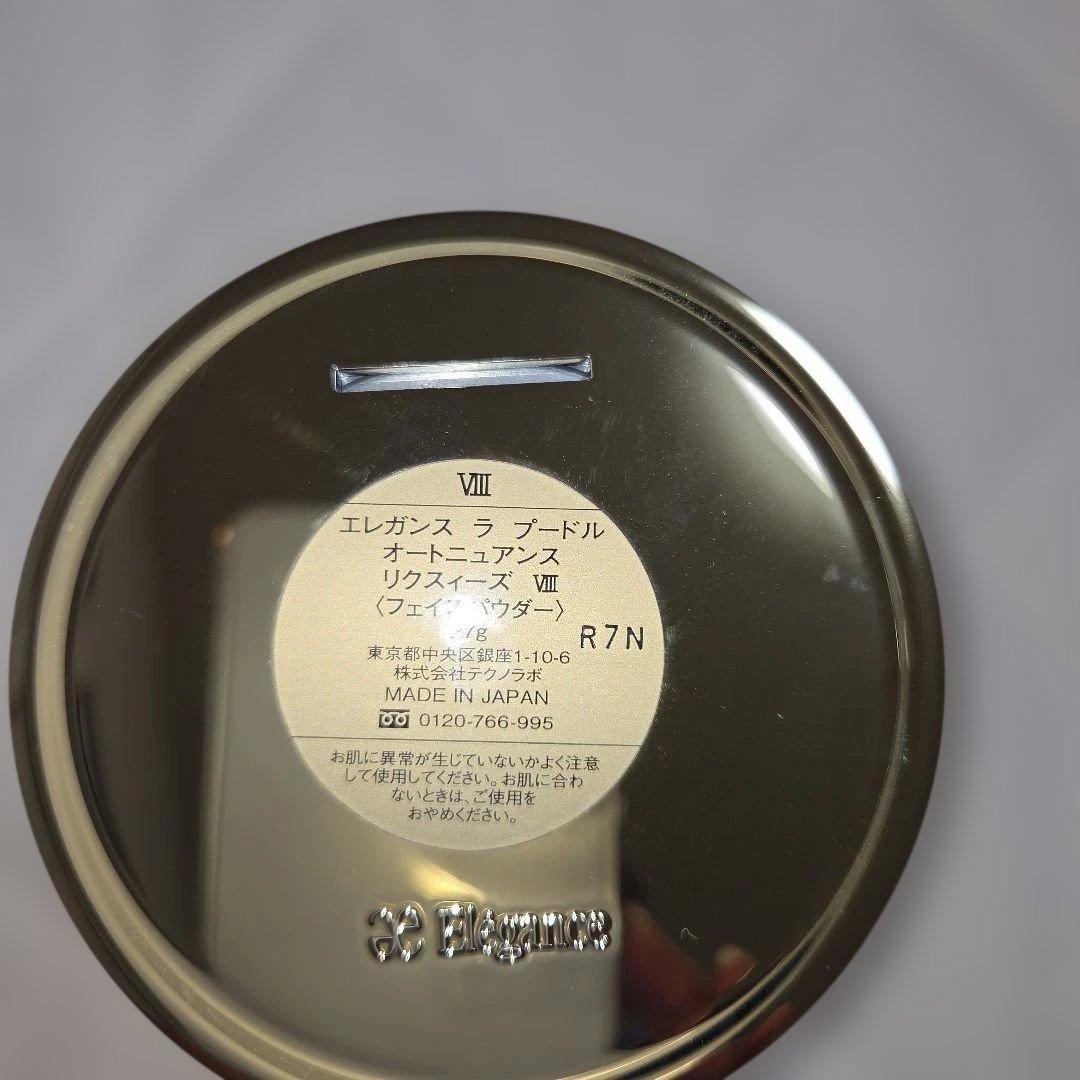 Ⅷ
エレガンス ラ プードル
オートニュアンス
リクスィーズ Ⅷ
〈フェイスパウダー〉
7g
R7N
東京都中央区銀座1-10-6
株式会社テクノラボ
MADE IN JAPAN
0120-766-995
お肌に異常が生じていないかよく注意
して使用してください。お肌に合わ
ないときは、ご使用を
おやめください。
Elégance